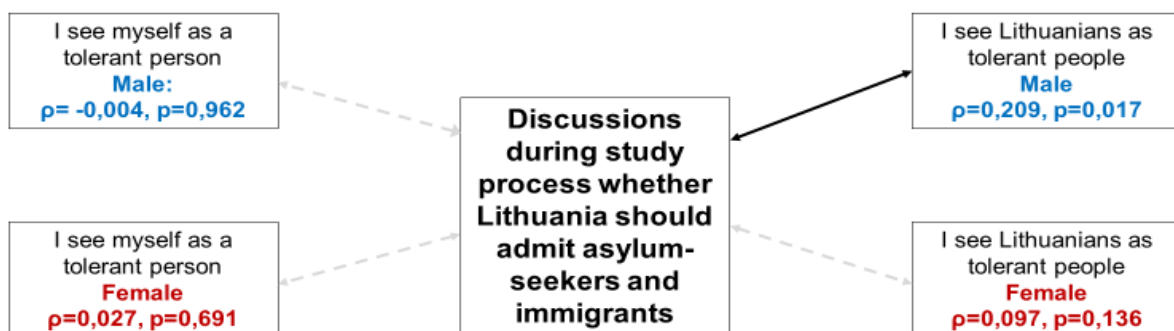 I see myself as a
tolerant person
Male:
ρ= -0,004, p=0,962
I see Lithuanians as
tolerant people
Male
ρ=0,209, p=0,017
Discussions
during study
process whether
Lithuania should
admit asylum-
seekers and
immigrants
I see myself as a
tolerant person
Female
ρ=0,027, p=0,691
I see Lithuanians as
tolerant people
Female
ρ=0,097, p=0,136